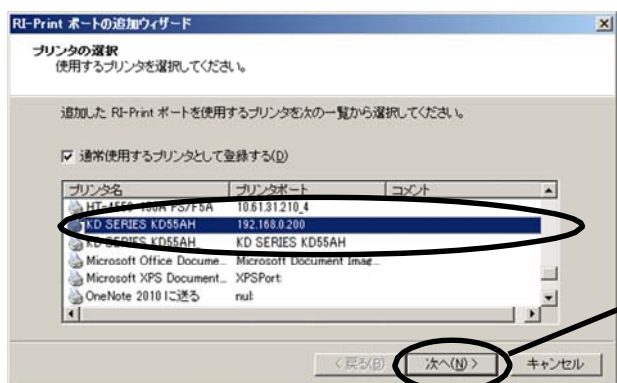 RI-Print ポートの追加ウィザード
プリンタの選択
使用するプリンタを選択してください。
追加した RI-Print ポートを使用するプリンタを次の一覧から選択してください。
通常使用するプリンタとして登録する(D)
プリンタ名 プリンタポート コメント
10.61.31.210_4
KD SERIES KD55AH 192.168.0.200
KD SERIES KD55AH KD SERIES KD55AH
Microsoft Office Docume... Microsoft Document Imag...
Microsoft XPS Document... XPSPort:
OneNote 2010 に送る nul:
< 戻る(B) 次へ(N) > キャンセル